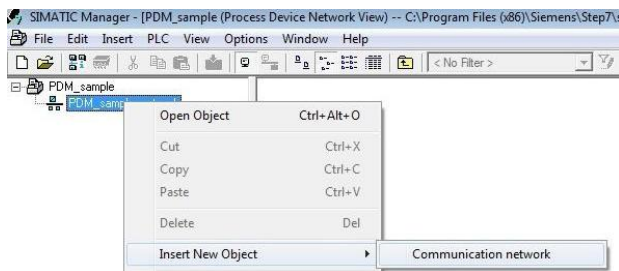 SIMATIC Manager - [PDM_sample (Process Device Network View) -- C:\Program Files (x86)\Siemens\Step7\s
File Edit Insert PLC View Options Window Help
< No Filter >
PDM_sample
Open Object Ctrl+Alt+O
Cut Ctrl+X
Copy Ctrl+C
Paste Ctrl+V
Delete Del
Insert New Object Communication network